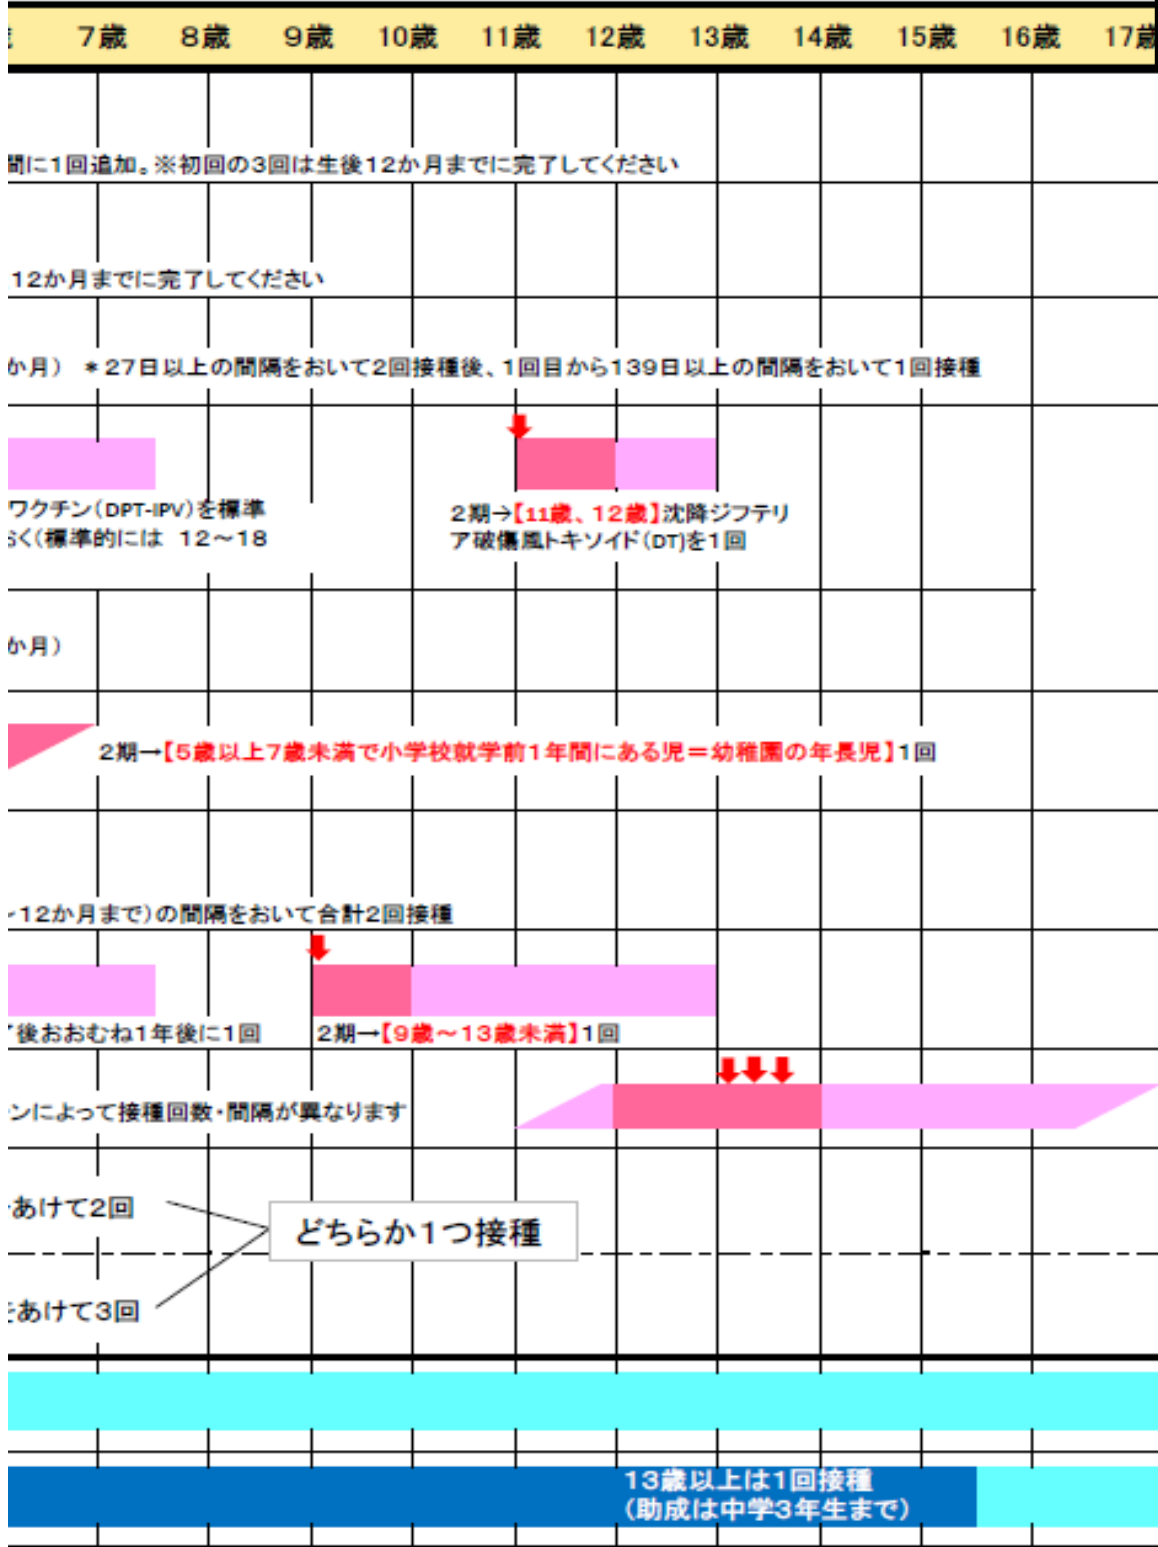 7歳 8歳 9歳 10歳 11歳 12歳 13歳 14歳 15歳 16歳 17歳
間に1回追加。※初回の3回は生後12か月までに完了してください
12か月までに完了してください
か月) *27日以上の間隔をおいて2回接種後、1回目から139日以上の間隔をおいて1回接種
ワクチン(DPT-IPV)を標準
く(標準的には 12～18
2期→【11歳、12歳】沈降ジフテリ
ア破傷風トキソイド(DT)を1回
か月)
2期→【5歳以上7歳未満で小学校就学前1年間にある児＝幼稚園の年長児】1回
～12か月まで)の間隔をおいて合計2回接種
後おおむね1年後に1回
2期→【9歳～13歳未満】1回
ンによって接種回数・間隔が異なります
あけて2回
どちらか1つ接種
をあけて3回
13歳以上は1回接種
(助成は中学3年生まで)